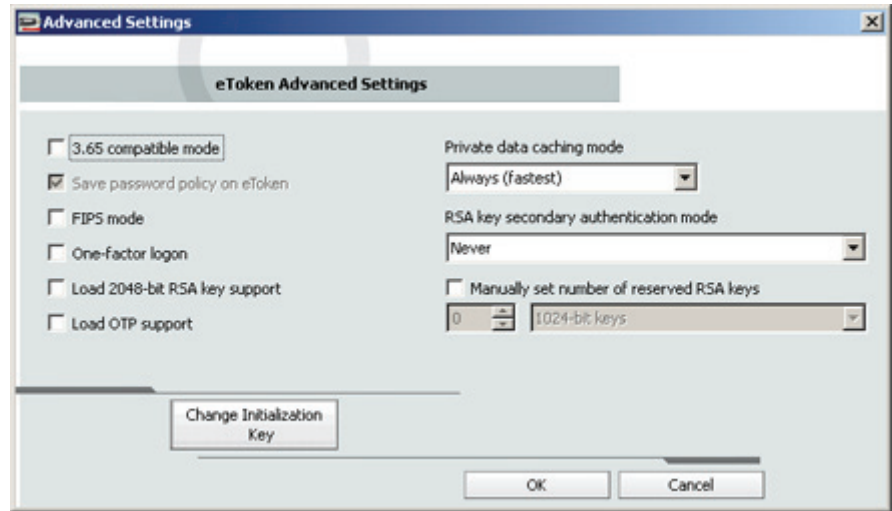 Advanced Settings
eToken Advanced Settings
3.65 compatible mode
Save password policy on eToken
FIPS mode
One-factor logon
Load 2048-bit RSA key support
Load OTP support
Private data caching mode
Always (fastest)
RSA key secondary authentication mode
Never
Manually set number of reserved RSA keys
0 1024-bit keys
Change Initialization
Key
OK Cancel